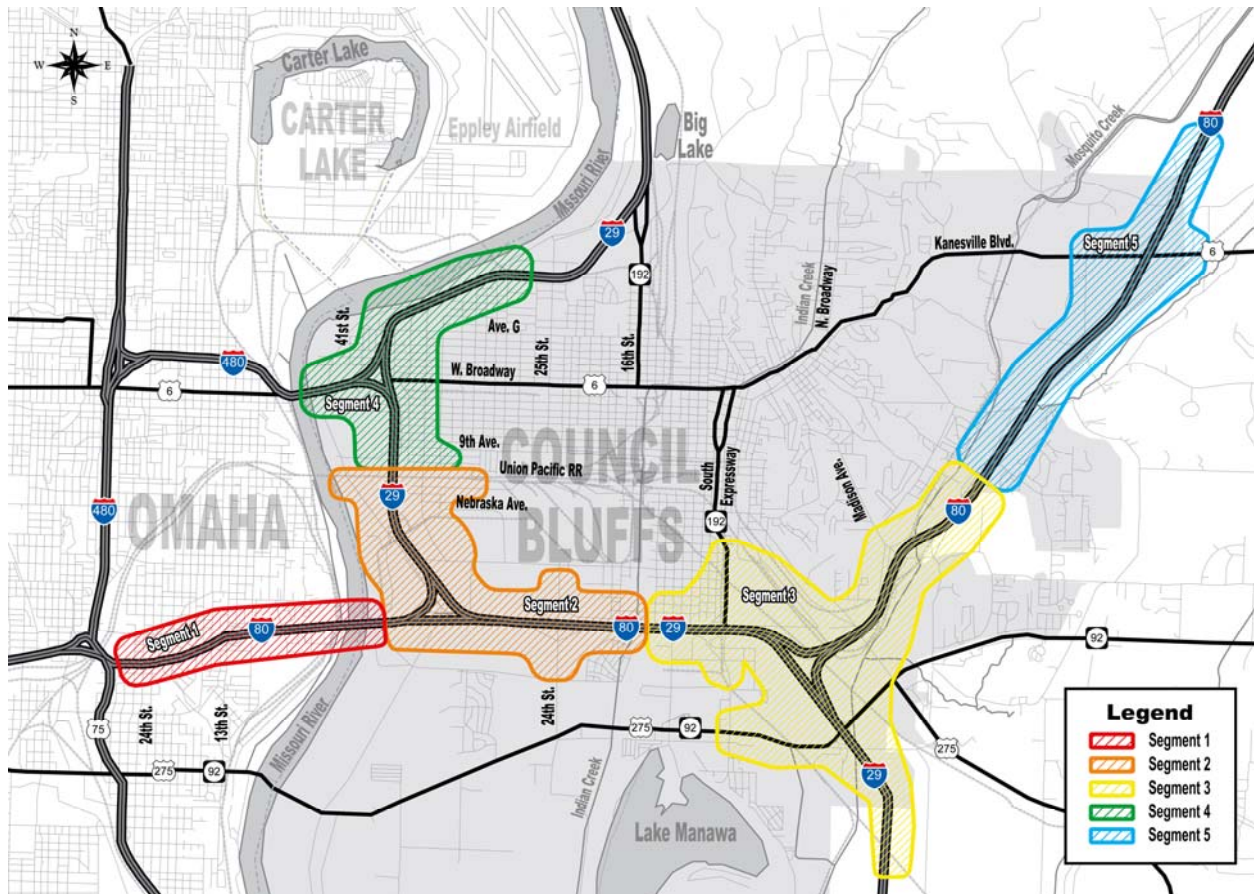 N
W
E
S
Carter Lake
CARTER
LAKE
Eppley Airfield
Missouri River
Big
Lake
Mosquito Creek
80
29
192
Kanesville Blvd.
Segment 5
6
Indian Creek
N. Broadway
41st St.
Ave. G
25th St.
16th St.
480
6
W. Broadway
6
Segment 4
9th Ave.
Union Pacific RR
COUNCIL
BLUFFS
South
Expressway
Madison Ave.
29
Nebraska Ave.
480
OMAHA
192
80
Segment 1
80
Segment 2
80
29
Segment 3
92
75
24th St.
13th St.
Missouri River
24th St.
275
92
275
92
275
29
Indian Creek
Lake Manawa
Legend
Segment 1
Segment 2
Segment 3
Segment 4
Segment 5